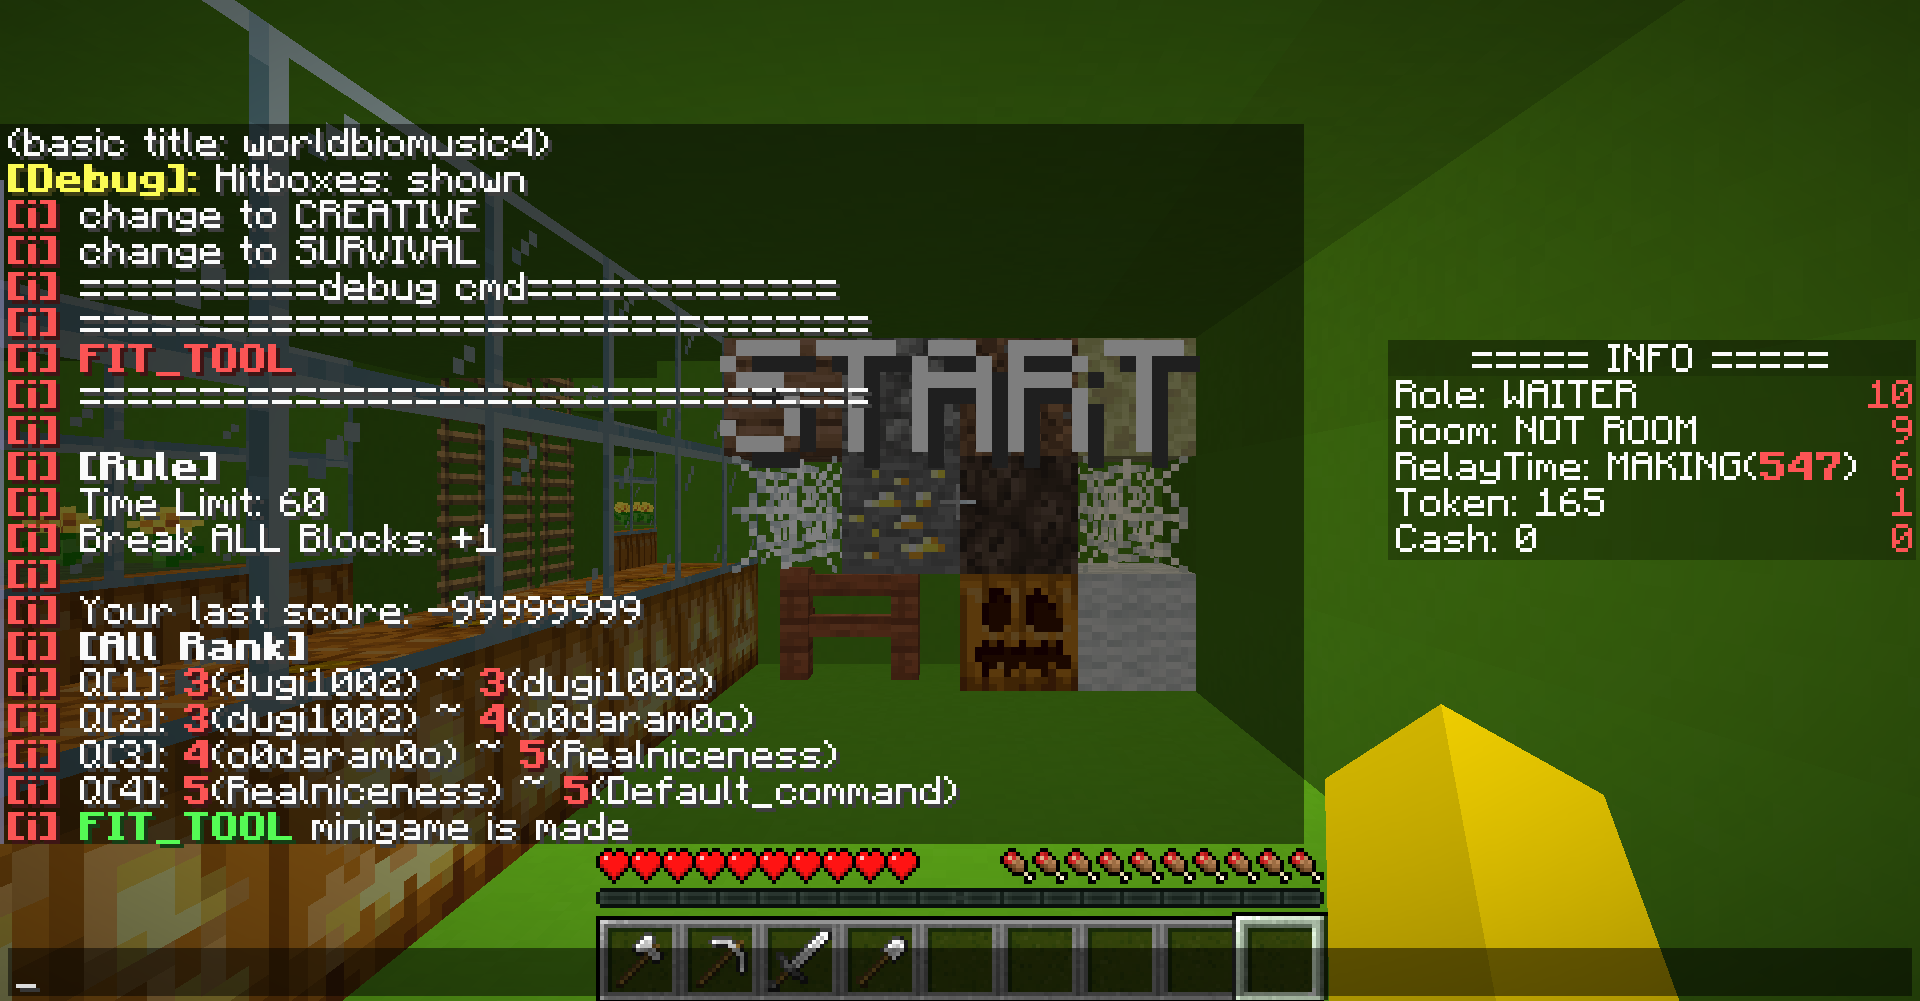 (basic title: worldbiomusic4)
[Debug]: Hitboxes: shown
[i] change to CREATIVE
[i] change to SURVIVAL
[i] ==========debug cmd=============
[i] =================================
[i] FIT_TOOL
[i] =================================
[i]
[i] [Rule]
[i] Time Limit: 60
[i] Break ALL Blocks: +1
[i]
[i] Your last score: -99999999
[i] [All Rank]
[i] Q[1]: 3(dugi1002) ~ 3(dugi1002)
[i] Q[2]: 3(dugi1002) ~ 4(o0daram0o)
[i] Q[3]: 4(o0daram0o) ~ 5(Realniceness)
[i] Q[4]: 5(Realniceness) ~ 5(Default_command)
[i] FIT_TOOL minigame is made
_
START
===== INFO =====
Role: WAITER 10
Room: NOT ROOM 9
RelayTime: MAKING(547) 6
Token: 165 1
Cash: 0 0